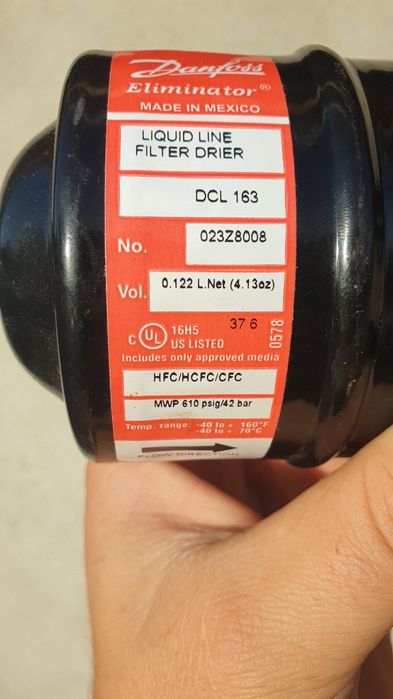 Danfoss
Eliminator®
MADE IN MEXICO
LIQUID LINE
FILTER DRIER
DCL 163
No. 023Z8008
Vol. 0.122 L.Net (4.13oz)
37 6
C UL 16H5
US LISTED
0578
Includes only approved media
HFC/HCFC/CFC
MWP 610 psig/42 bar
Temp. range: -40 to + 160°F
-40 to + 70°C
FLOW DIRECTION